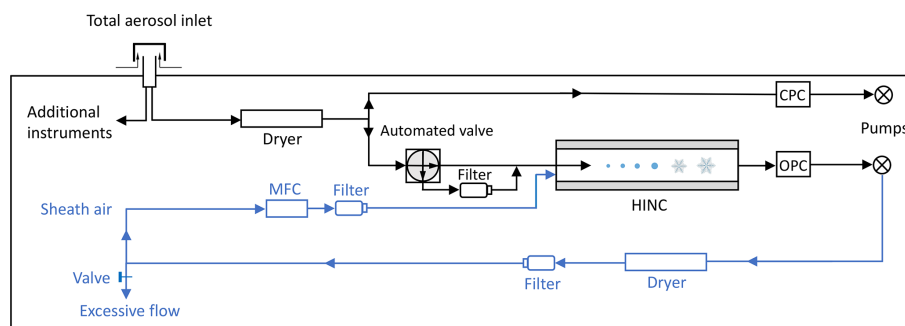 Total aerosol inlet
Additional
instruments
Dryer
Automated valve
CPC
Pumps
Filter
OPC
HINC
MFC
Filter
Sheath air
Valve
Filter
Dryer
Excessive flow